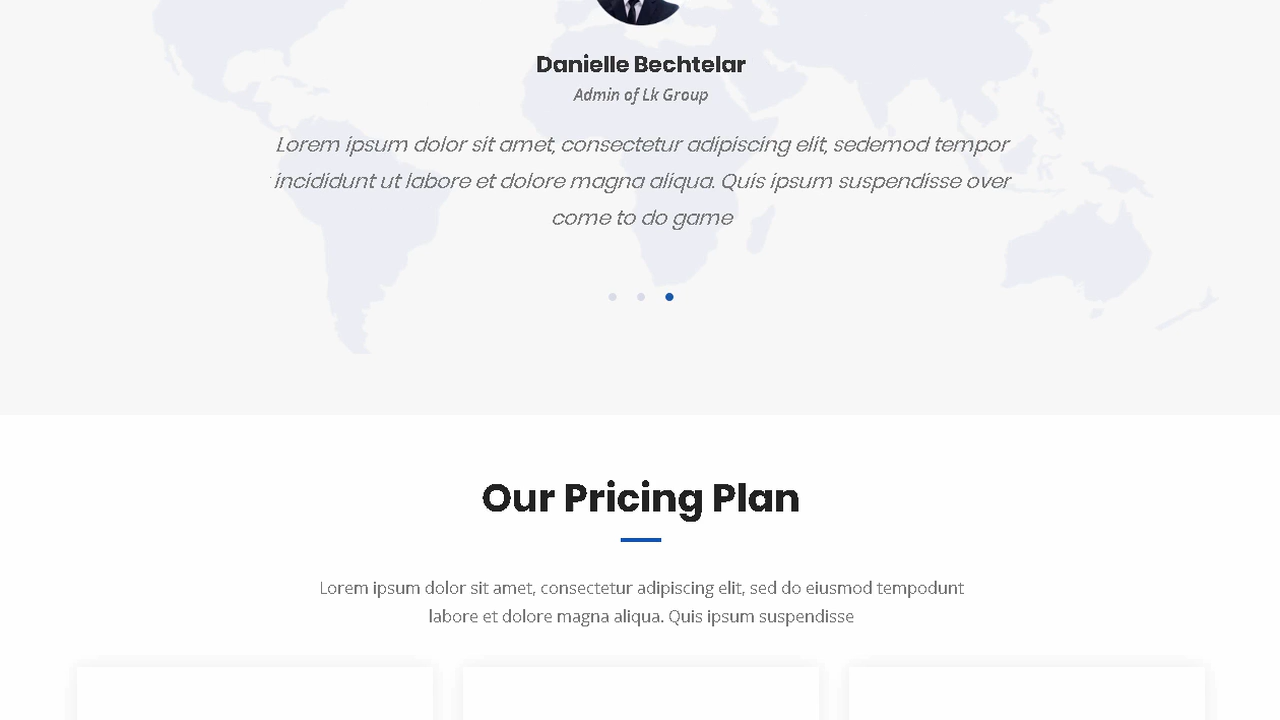 Danielle Bechtelar
Admin of Lk Group
Lorem ipsum dolor sit amet, consectetur adipiscing elit, sedemod tempor
incididunt ut labore et dolore magna aliqua. Quis ipsum suspendisse over
come to do game
Our Pricing Plan
Lorem ipsum dolor sit amet, consectetur adipiscing elit, sed do eiusmod tempodunt
labore et dolore magna aliqua. Quis ipsum suspendisse